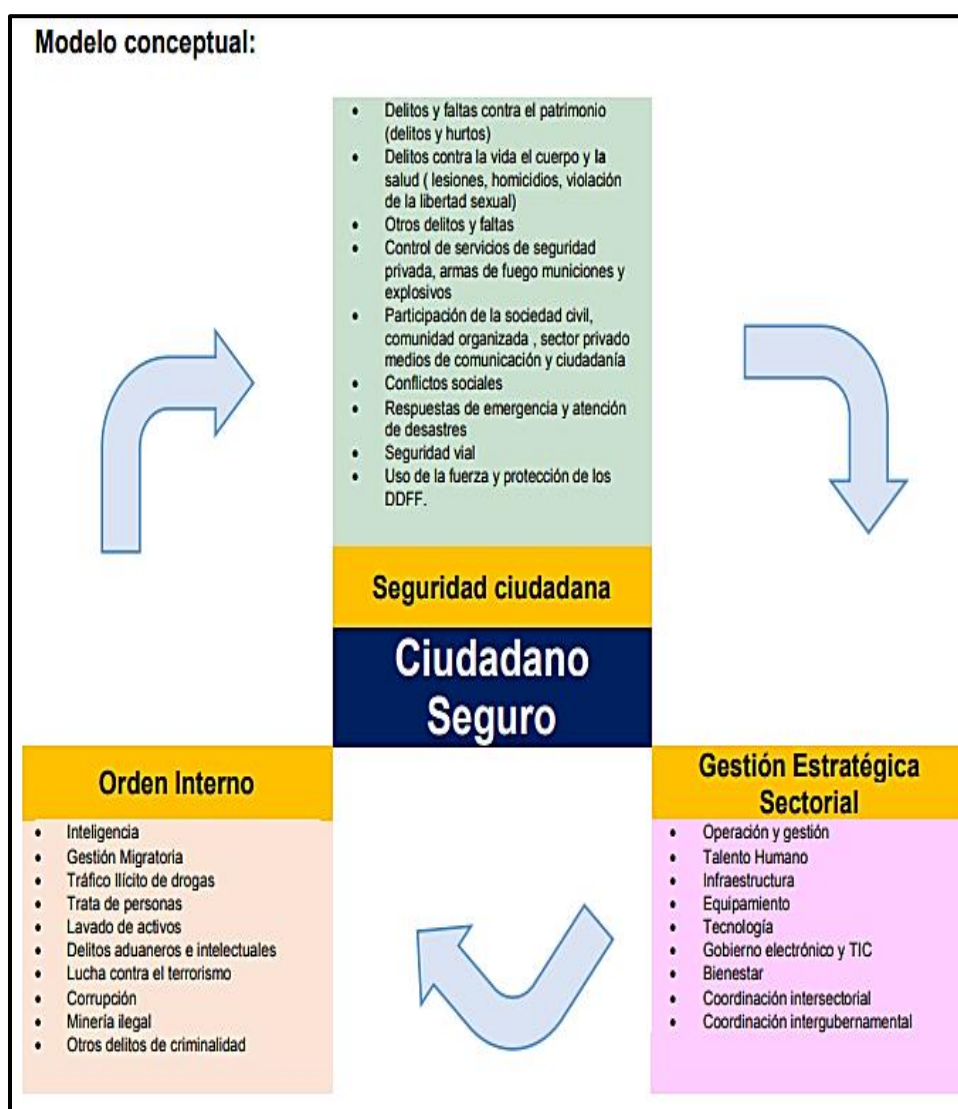 Modelo conceptual:
• Delitos y faltas contra el patrimonio
(delitos y hurtos)
• Delitos contra la vida el cuerpo y la
salud ( lesiones, homicidios, violación
de la libertad sexual)
• Otros delitos y faltas
• Control de servicios de seguridad
privada, armas de fuego municiones y
explosivos
• Participación de la sociedad civil,
comunidad organizada , sector privado
medios de comunicación y ciudadanía
• Conflictos sociales
• Respuestas de emergencia y atención
de desastres
• Seguridad vial
• Uso de la fuerza y protección de los
DDFF.
Seguridad ciudadana
Ciudadano
Seguro
Orden Interno
• Inteligencia
• Gestión Migratoria
• Tráfico Ilícito de drogas
• Trata de personas
• Lavado de activos
• Delitos aduaneros e intelectuales
• Lucha contra el terrorismo
• Corrupción
• Minería ilegal
• Otros delitos de criminalidad
Gestión Estratégica
Sectorial
• Operación y gestión
• Talento Humano
• Infraestructura
• Equipamiento
• Tecnología
• Gobierno electrónico y TIC
• Bienestar
• Coordinación intersectorial
• Coordinación intergubernamental